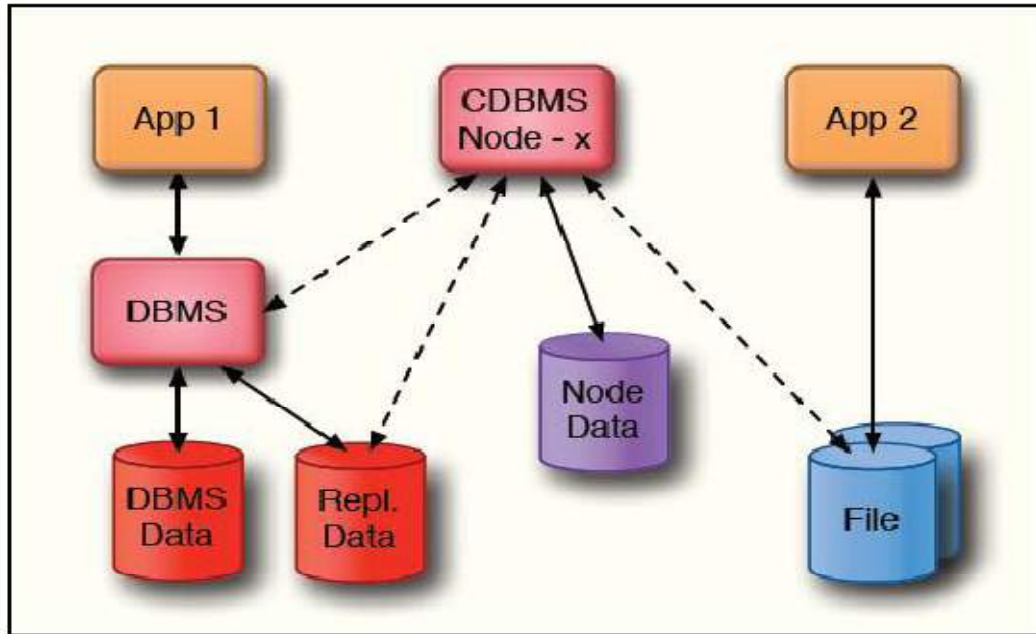 App 1
CDBMS
Node - x
App 2
DBMS
Node
Data
DBMS
Data
Repl.
Data
File